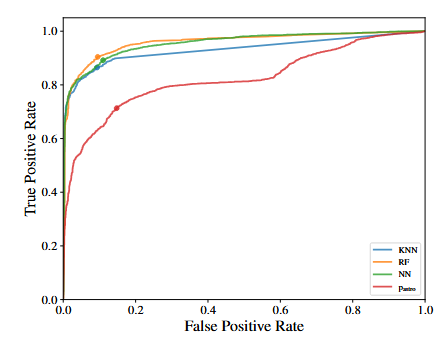 True Positive Rate
1.0
0.8
0.6
0.4
0.2
0.0
0.0 0.2 0.4 0.6 0.8 1.0
False Positive Rate
KNN
RF
NN
Pastro